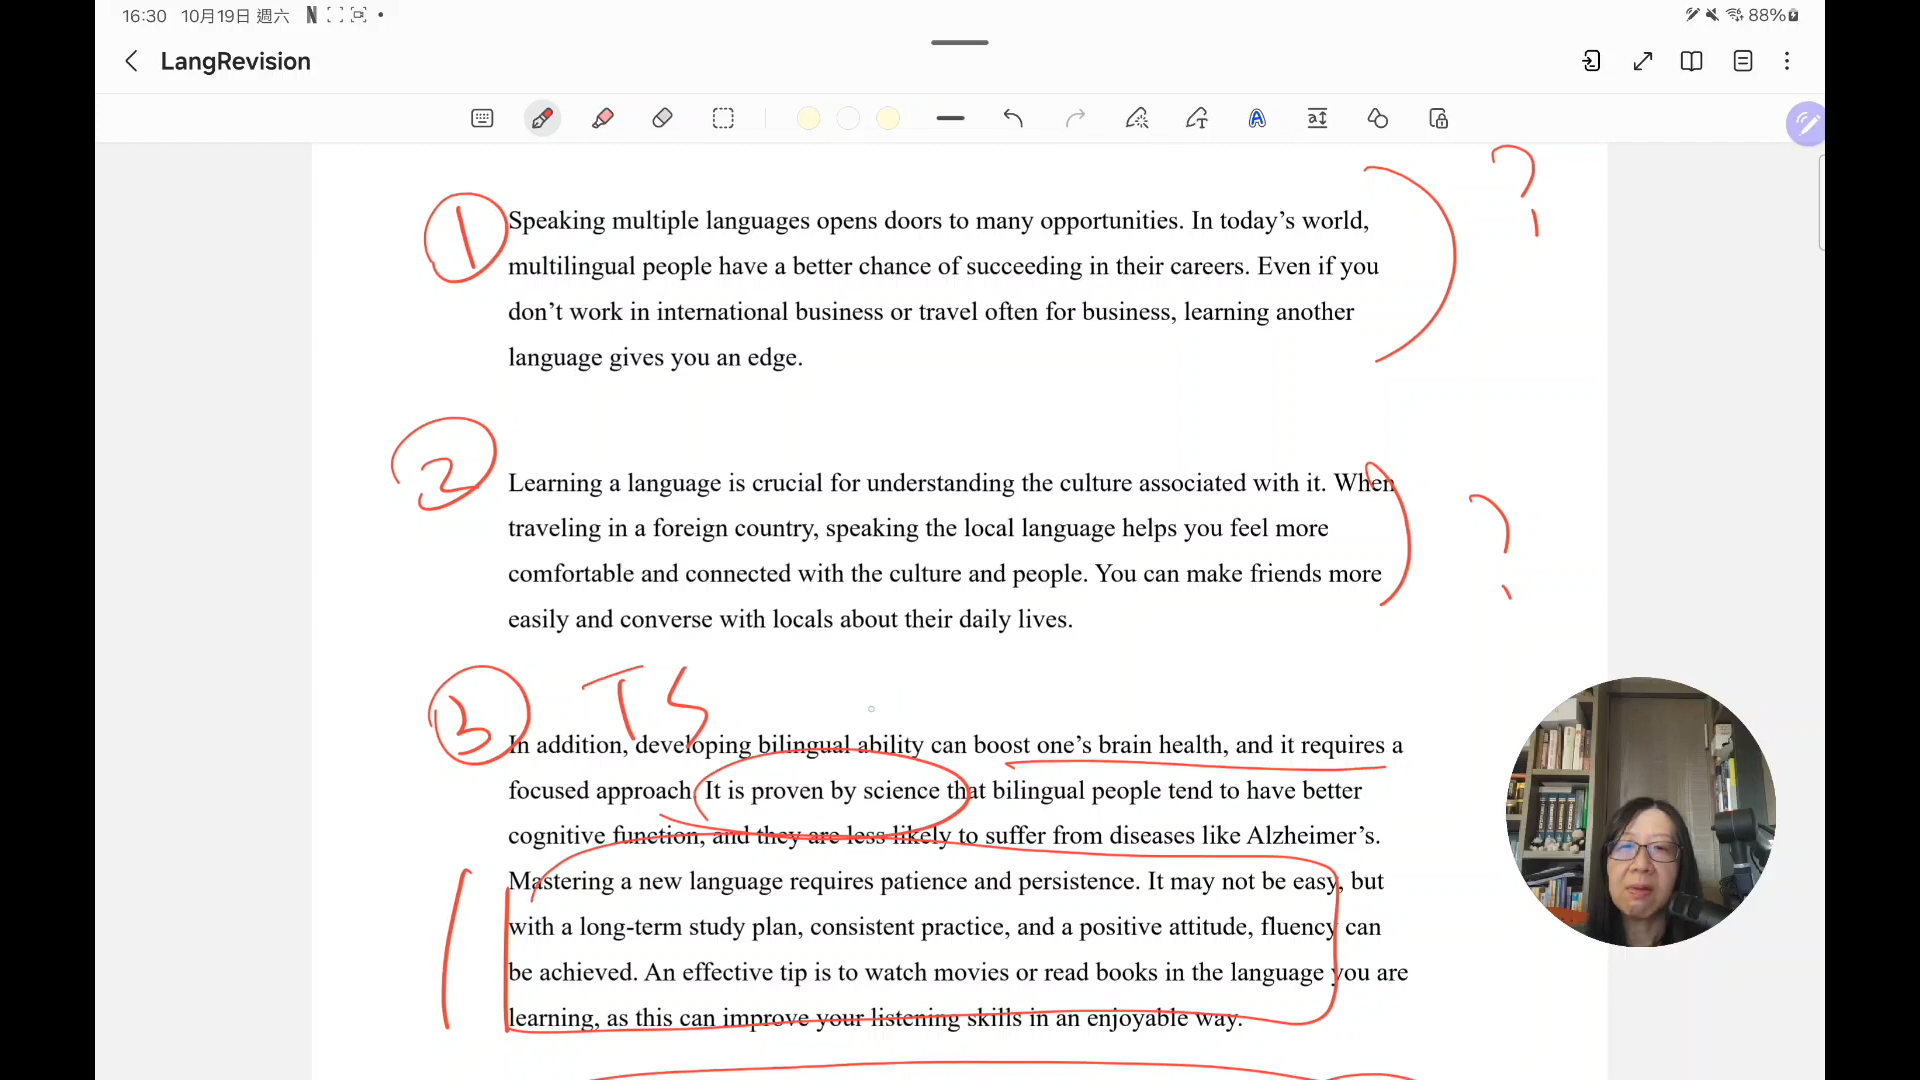 16:30 10月19日 週六 N
88%
LangRevision
A a
1
?
Speaking multiple languages opens doors to many opportunities. In today’s world,
multilingual people have a better chance of succeeding in their careers. Even if you
don’t work in international business or travel often for business, learning another
language gives you an edge.
2
?
Learning a language is crucial for understanding the culture associated with it. When
traveling in a foreign country, speaking the local language helps you feel more
comfortable and connected with the culture and people. You can make friends more
easily and converse with locals about their daily lives.
3 TS
In addition, developing bilingual ability can boost one’s brain health, and it requires a
focused approach. It is proven by science that bilingual people tend to have better
cognitive function, and they are less likely to suffer from diseases like Alzheimer’s.
Mastering a new language requires patience and persistence. It may not be easy, but
with a long-term study plan, consistent practice, and a positive attitude, fluency can
be achieved. An effective tip is to watch movies or read books in the language you are
learning, as this can improve your listening skills in an enjoyable way.